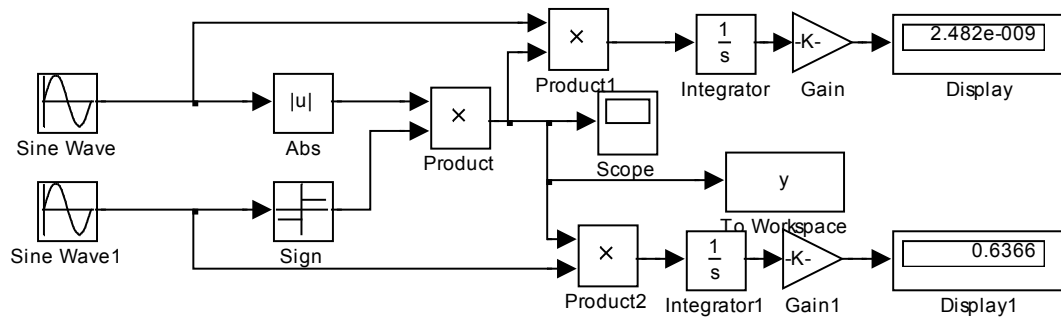 2.482e-009
1
s
-K-
×
Product1
Integrator
Gain
Display
|u|
×
Sine Wave
Abs
Product
Scope
y
To Workspace
Sine Wave1
Sign
×
1
s
-K-
0.6366
Product2
Integrator1
Gain1
Display1